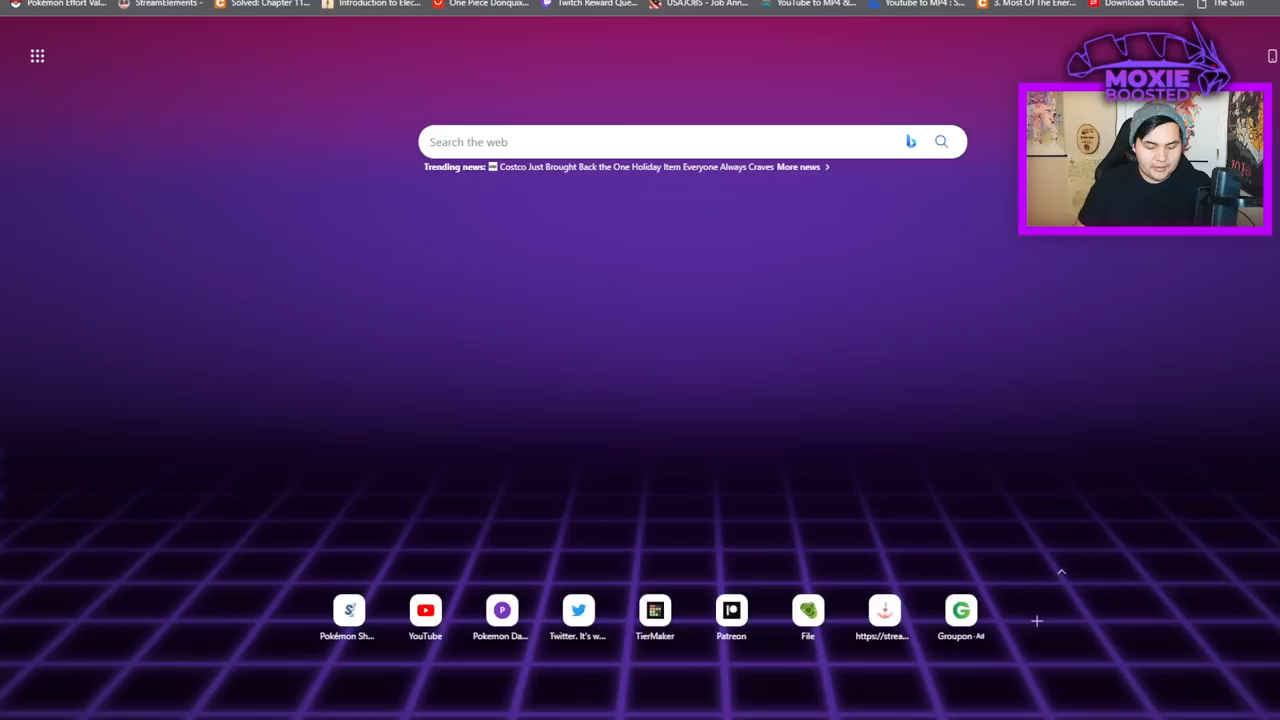 Pokémon Effort Val...
StreamElements -
Solved: Chapter 11...
Introduction to Elec...
One Piece Donquix...
Twitch Reward Que...
USAJOBS - Job Ann...
YouTube to MP4 &...
Youtube to MP4 : S...
3. Most Of The Ener...
Download Youtube...
The Sun
MOXIE
BOOSTED
Search the web
Trending news: Costco Just Brought Back the One Holiday Item Everyone Always Craves More news
Pokémon Sh...
YouTube
Pokemon Da...
Twitter. It's w...
TierMaker
Patreon
File
https://strea...
Groupon · Ad